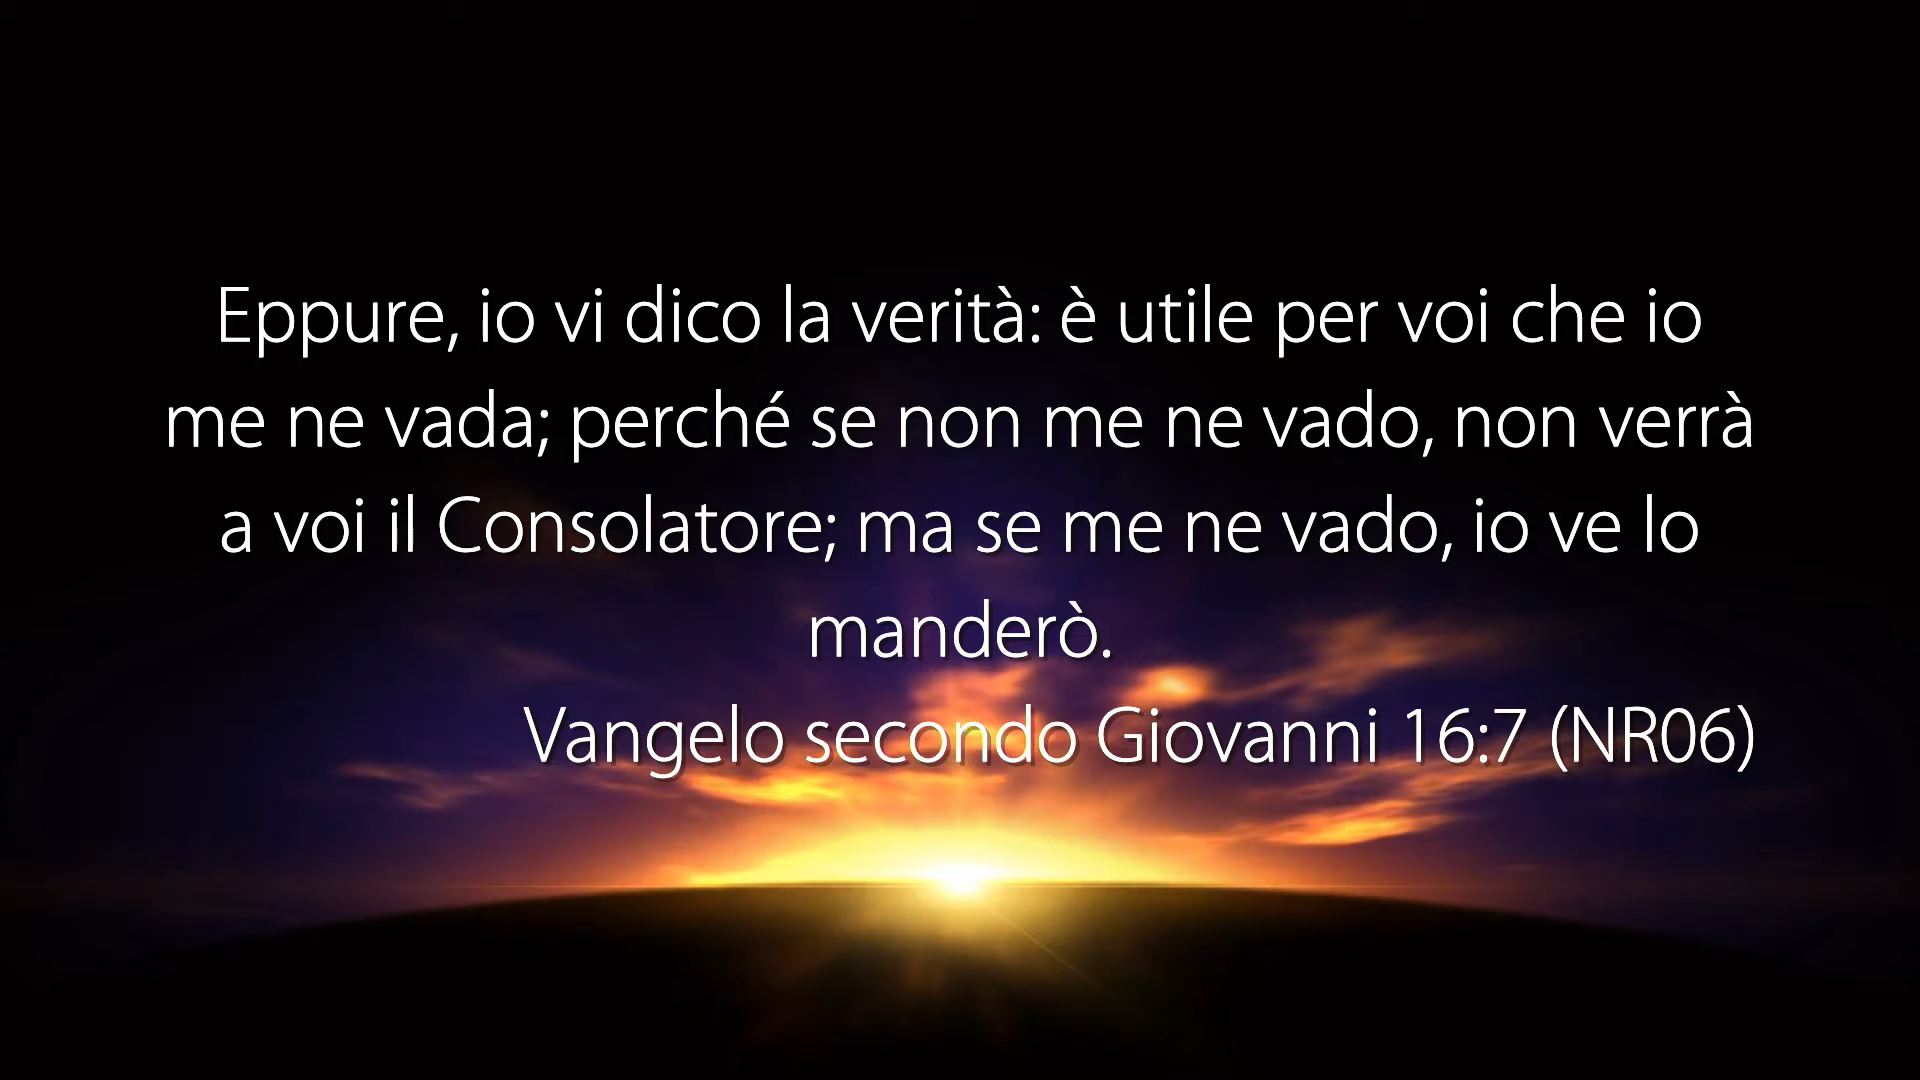 Eppure, io vi dico la verità: è utile per voi che io
me ne vada; perché se non me ne vado, non verrà
a voi il Consolatore; ma se me ne vado, io ve lo
manderò.
Vangelo secondo Giovanni 16:7 (NR06)